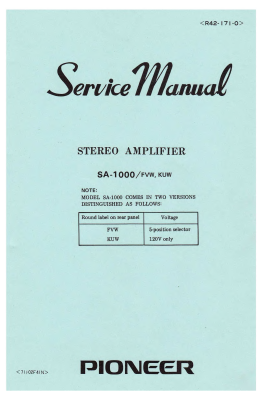 <R42-171-0>
Service Manual
STEREO AMPLIFIER
SA-1000/FVW, KUW
NOTE:
MODEL SA-1000 COMES IN TWO VERSIONS
DISTINGUISHED AS FOLLOWS:
Round label on rear panel Voltage
FVW 5-position selector
KUW 120V only
PIONEER